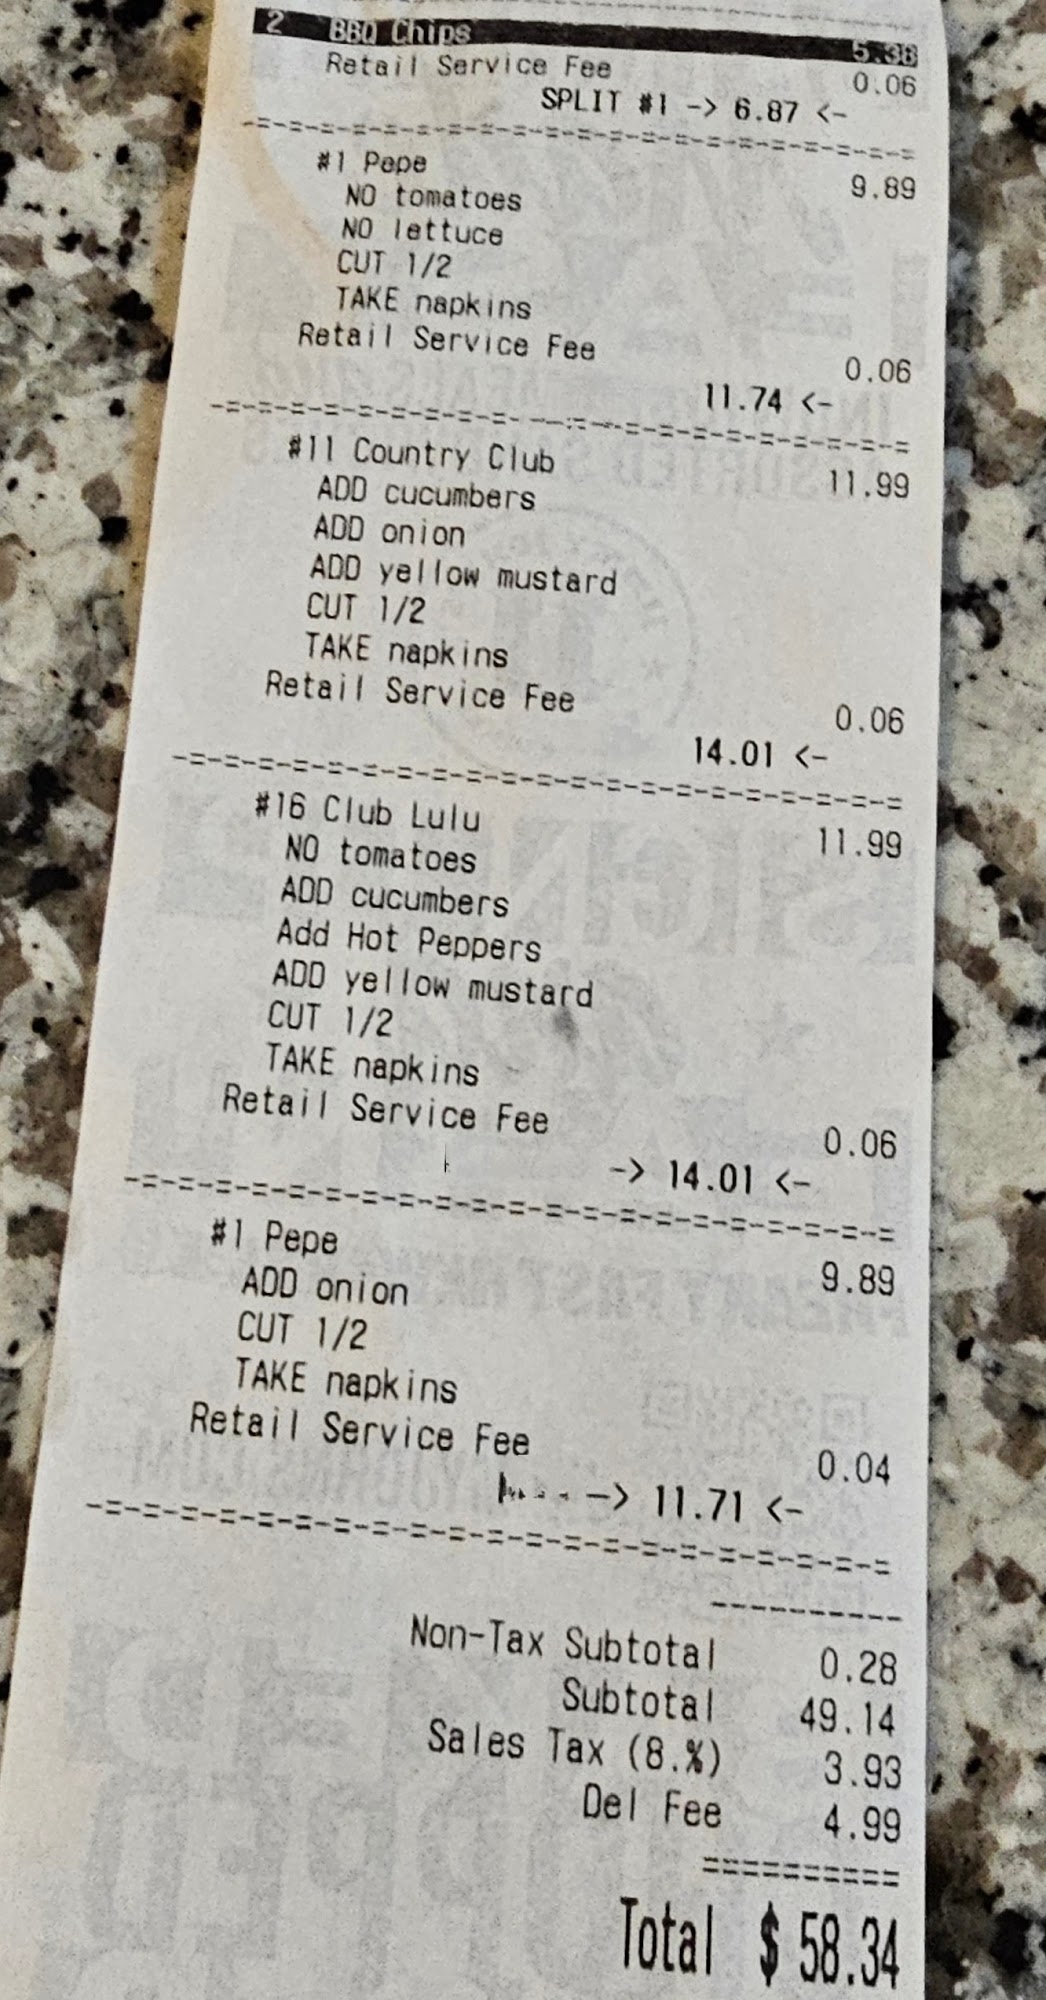 2 BBQ Chips 5.38
Retail Service Fee 0.06
SPLIT #1 -> 6.87 <-
-=-=-=-=-=-=-=-=-=-=-=-=-=-=-=-=-=-=-=
#1 Pepe 9.89
NO tomatoes
NO lettuce
CUT 1/2
TAKE napkins
Retail Service Fee 0.06
11.74 <-
-=-=-=-=-=-=-=-=-=-=-=-=-=-=-=-=-=-=-=
#11 Country Club 11.99
ADD cucumbers
ADD onion
ADD yellow mustard
CUT 1/2
TAKE napkins
Retail Service Fee 0.06
14.01 <-
-=-=-=-=-=-=-=-=-=-=-=-=-=-=-=-=-=-=-=
#16 Club Lulu 11.99
NO tomatoes
ADD cucumbers
Add Hot Peppers
ADD yellow mustard
CUT 1/2
TAKE napkins
Retail Service Fee 0.06
-> 14.01 <-
-=-=-=-=-=-=-=-=-=-=-=-=-=-=-=-=-=-=-=
#1 Pepe 9.89
ADD onion
CUT 1/2
TAKE napkins
Retail Service Fee 0.04
-> 11.71 <-
-=-=-=-=-=-=-=-=-=-=-=-=-=-=-=-=-=-=-=
----------
Non-Tax Subtotal 0.28
Subtotal 49.14
Sales Tax (8.%) 3.93
Del Fee 4.99
==========
Total $ 58.34